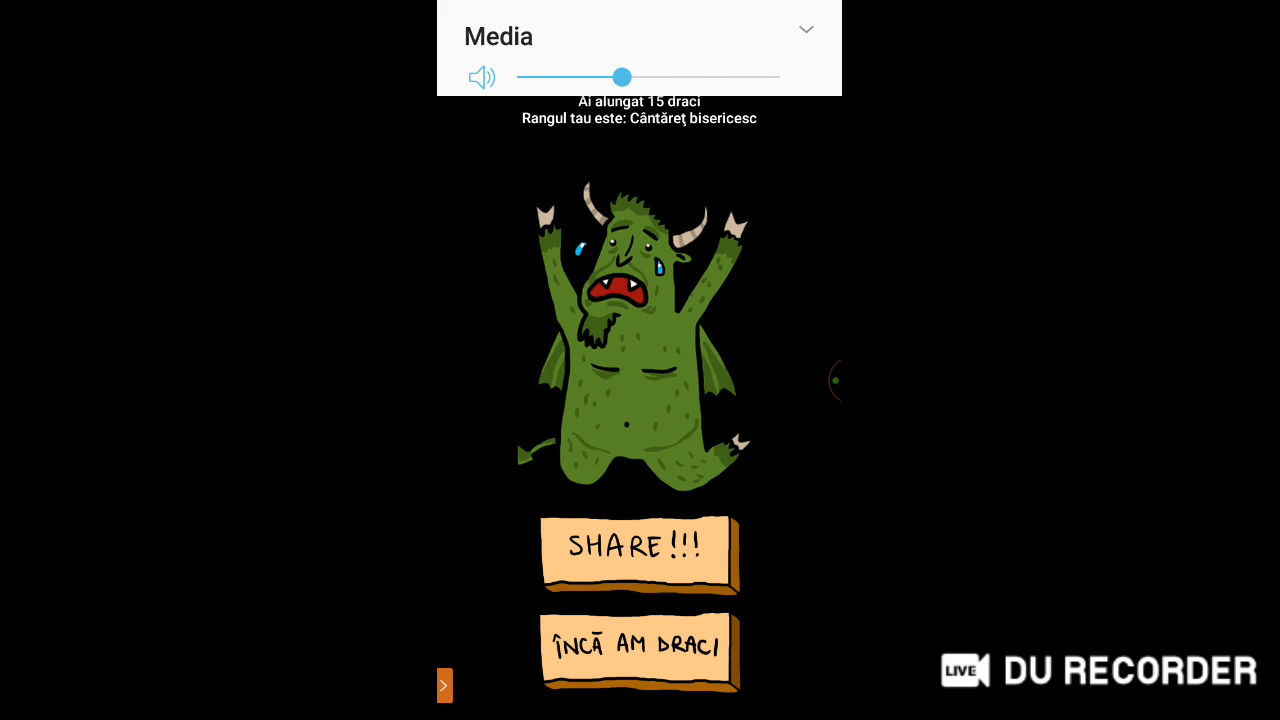 Media
Ai alungat 15 draci
Rangul tau este: Cântăreţ bisericesc
SHARE!!!
ÎNCĂ AM DRACI
LIVE DU RECORDER